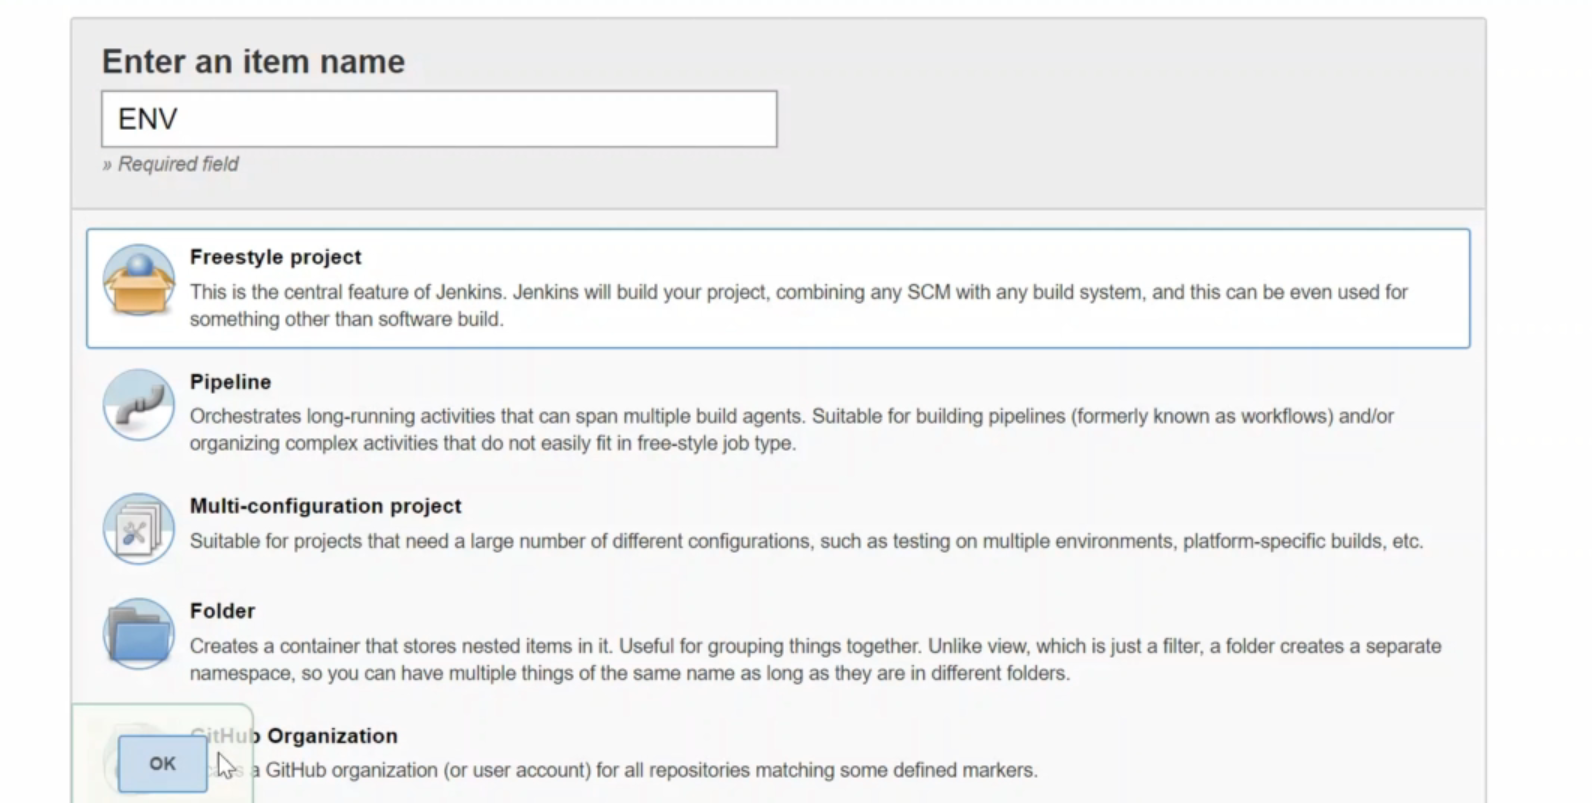 Enter an item name
ENV
» Required field
Freestyle project
This is the central feature of Jenkins. Jenkins will build your project, combining any SCM with any build system, and this can be even used for
something other than software build.
Pipeline
Orchestrates long-running activities that can span multiple build agents. Suitable for building pipelines (formerly known as workflows) and/or
organizing complex activities that do not easily fit in free-style job type.
Multi-configuration project
Suitable for projects that need a large number of different configurations, such as testing on multiple environments, platform-specific builds, etc.
Folder
Creates a container that stores nested items in it. Useful for grouping things together. Unlike view, which is just a filter, a folder creates a separate
namespace, so you can have multiple things of the same name as long as they are in different folders.
GitHub Organization
a GitHub organization (or user account) for all repositories matching some defined markers.
OK